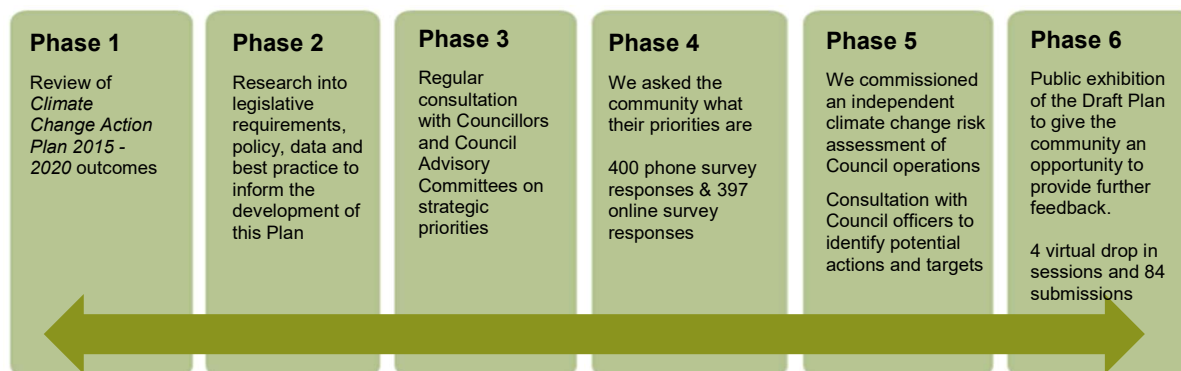 Phase 1
Review of
Climate
Change Action
Plan 2015 -
2020 outcomes
Phase 2
Research into
legislative
requirements,
policy, data and
best practice to
inform the
development of
this Plan
Phase 3
Regular
consultation
with Councillors
and Council
Advisory
Committees on
strategic
priorities
Phase 4
We asked the
community what
their priorities are
400 phone survey
responses & 397
online survey
responses
Phase 5
We commissioned
an independent
climate change risk
assessment of
Council operations
Consultation with
Council officers to
identify potential
actions and targets
Phase 6
Public exhibition
of the Draft Plan
to give the
community an
opportunity to
provide further
feedback.
4 virtual drop in
sessions and 84
submissions